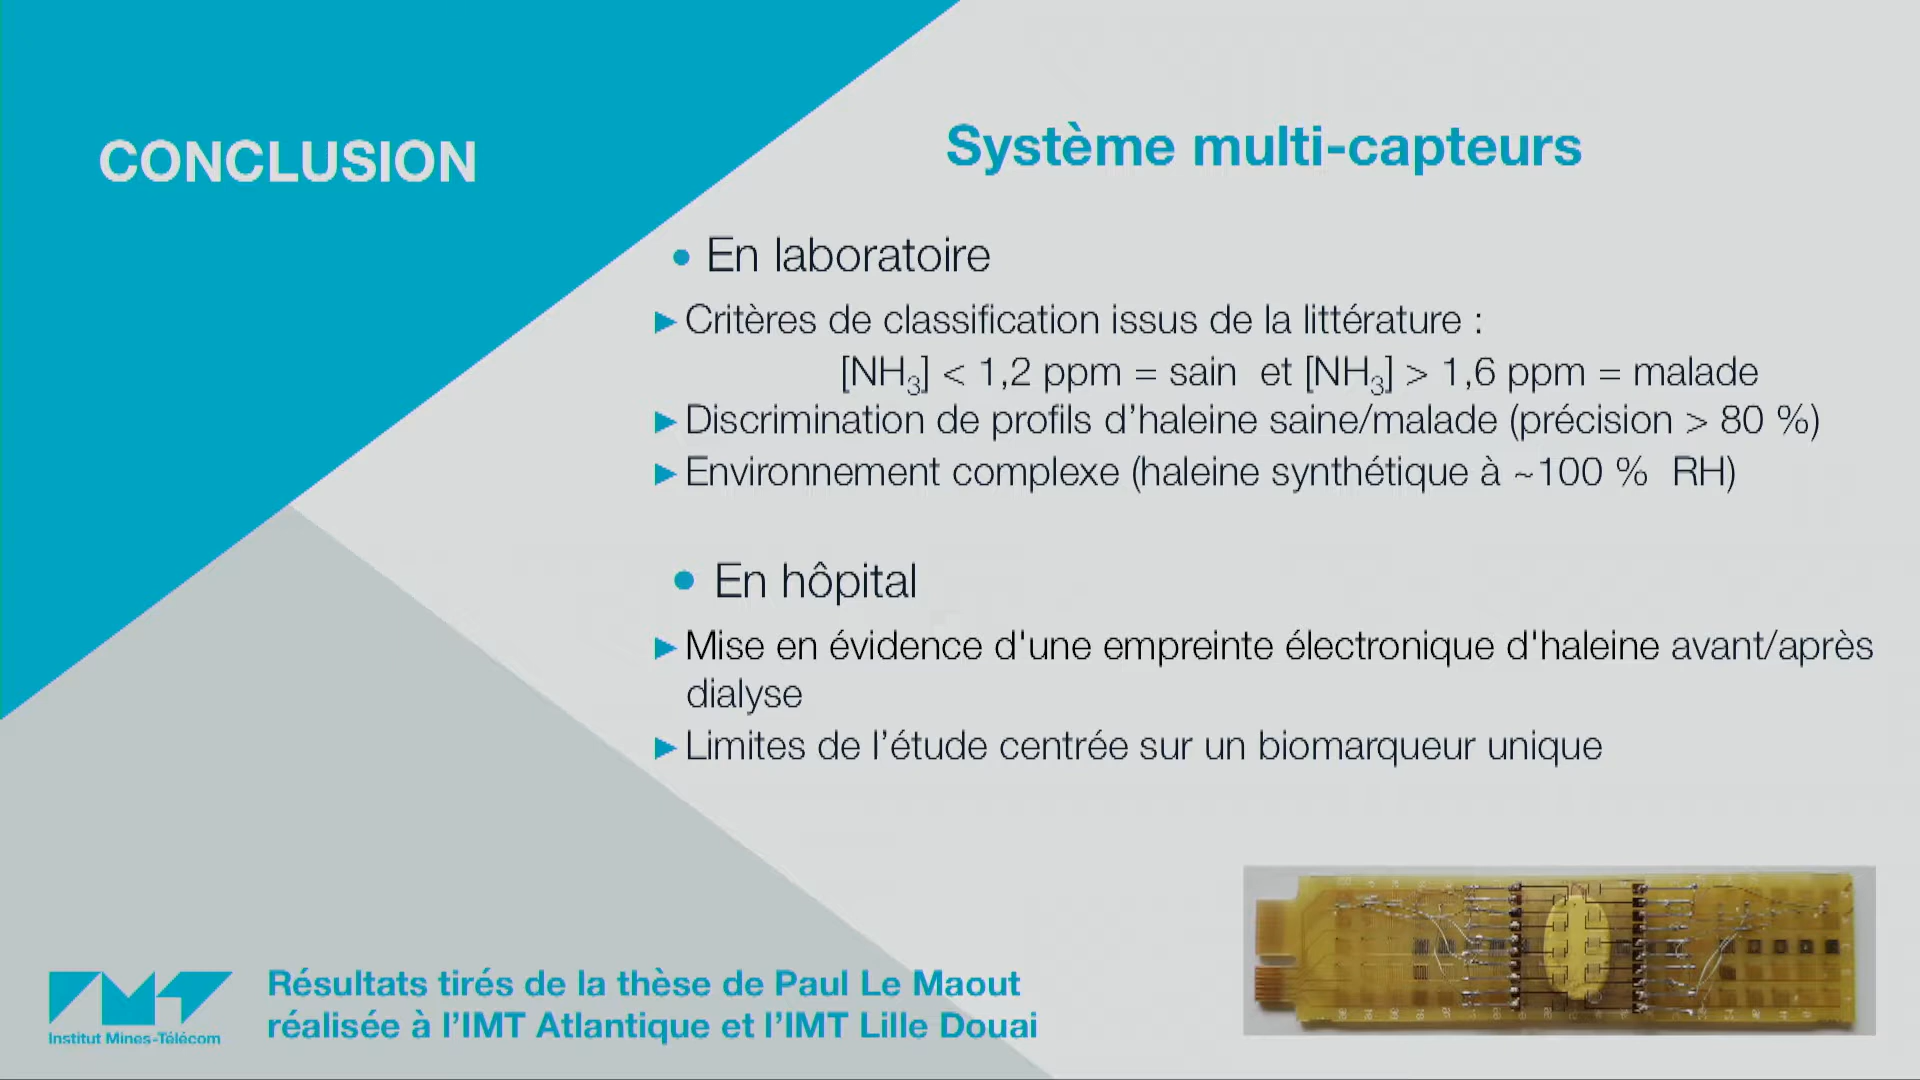 CONCLUSION
Système multi-capteurs
• En laboratoire
►Critères de classification issus de la littérature :
[NH₃] < 1,2 ppm = sain et [NH₃] > 1,6 ppm = malade
►Discrimination de profils d’haleine saine/malade (précision > 80 %)
►Environnement complexe (haleine synthétique à ~100 % RH)
• En hôpital
►Mise en évidence d'une empreinte électronique d'haleine avant/après
dialyse
►Limites de l’étude centrée sur un biomarqueur unique
IMT
Institut Mines-Télécom
Résultats tirés de la thèse de Paul Le Maout
réalisée à l’IMT Atlantique et l’IMT Lille Douai